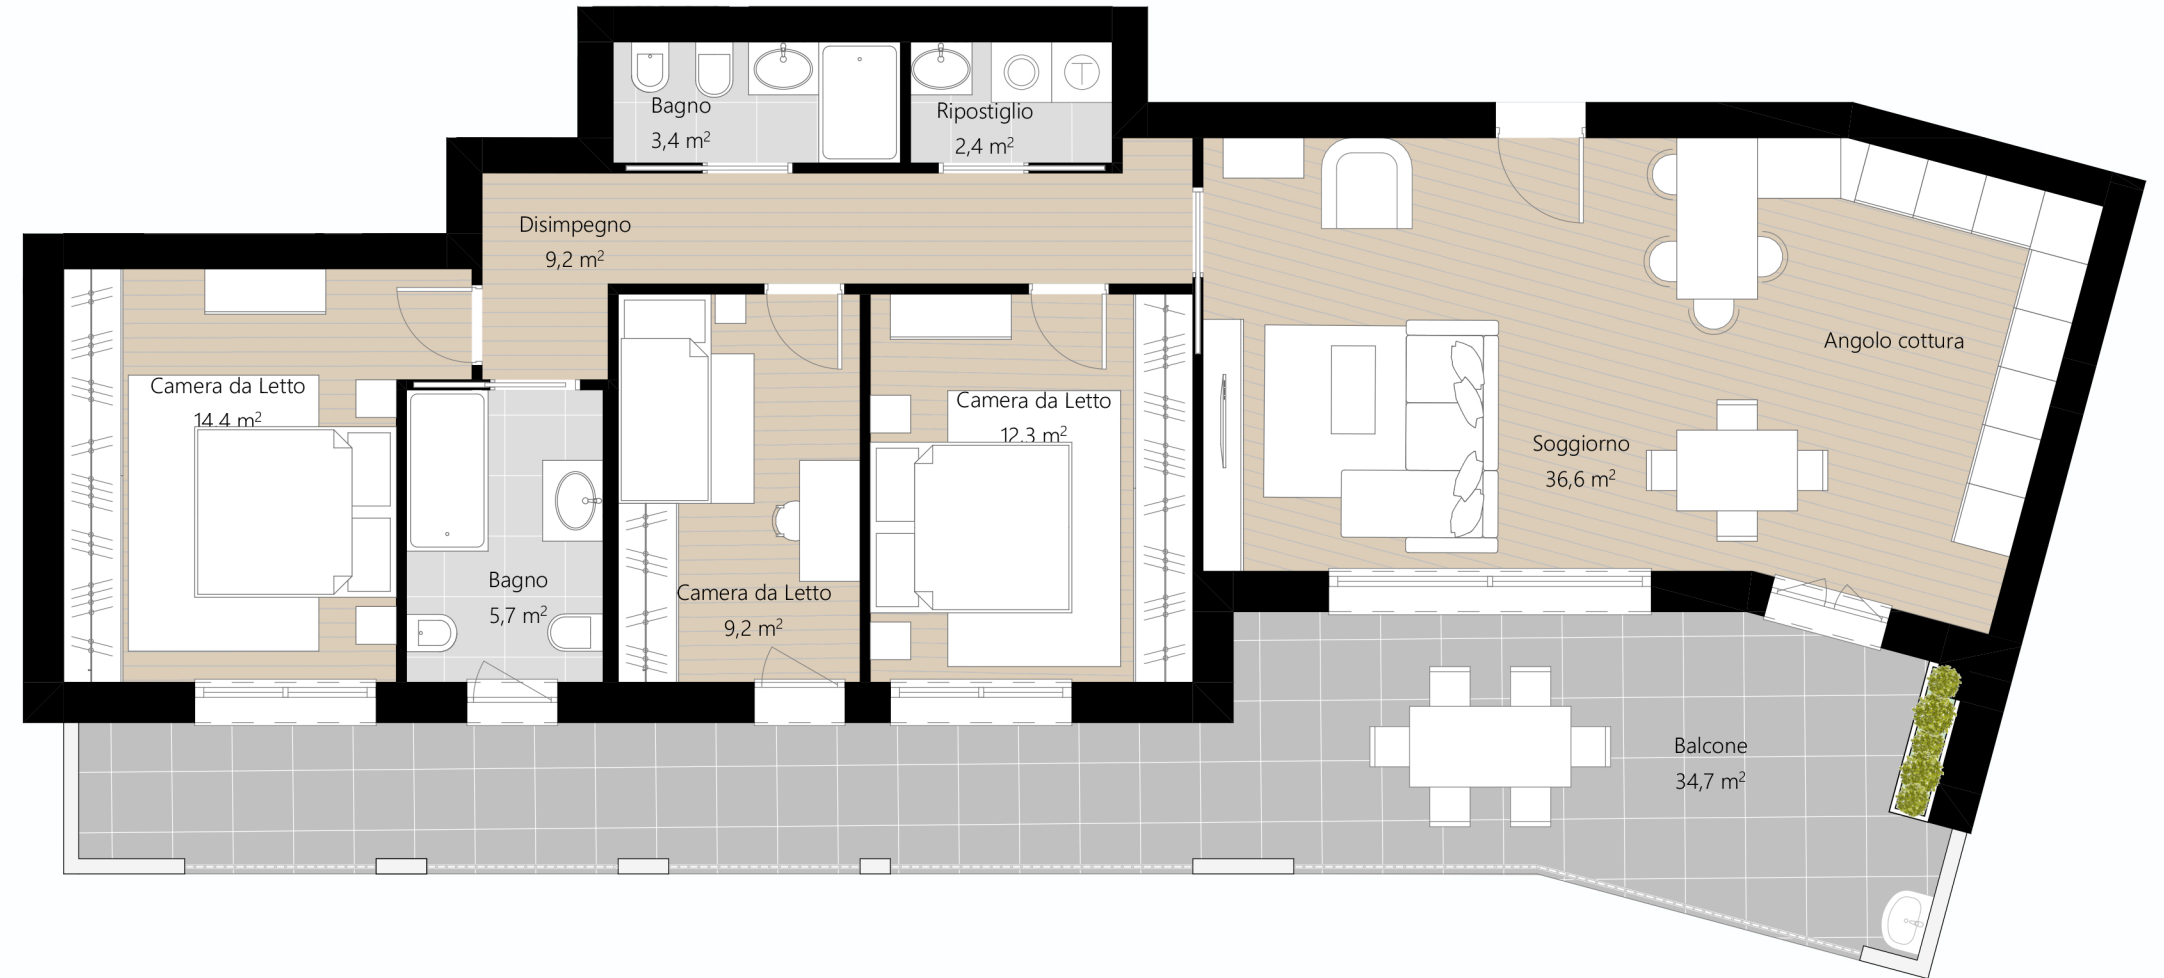 Bagno
3,4 m²
Ripostiglio
2,4 m²
Disimpegno
9,2 m²
Angolo cottura
Camera da Letto
14,4 m²
Camera da Letto
12,3 m²
Soggiorno
36,6 m²
Bagno
5,7 m²
Camera da Letto
9,2 m²
Balcone
34,7 m²